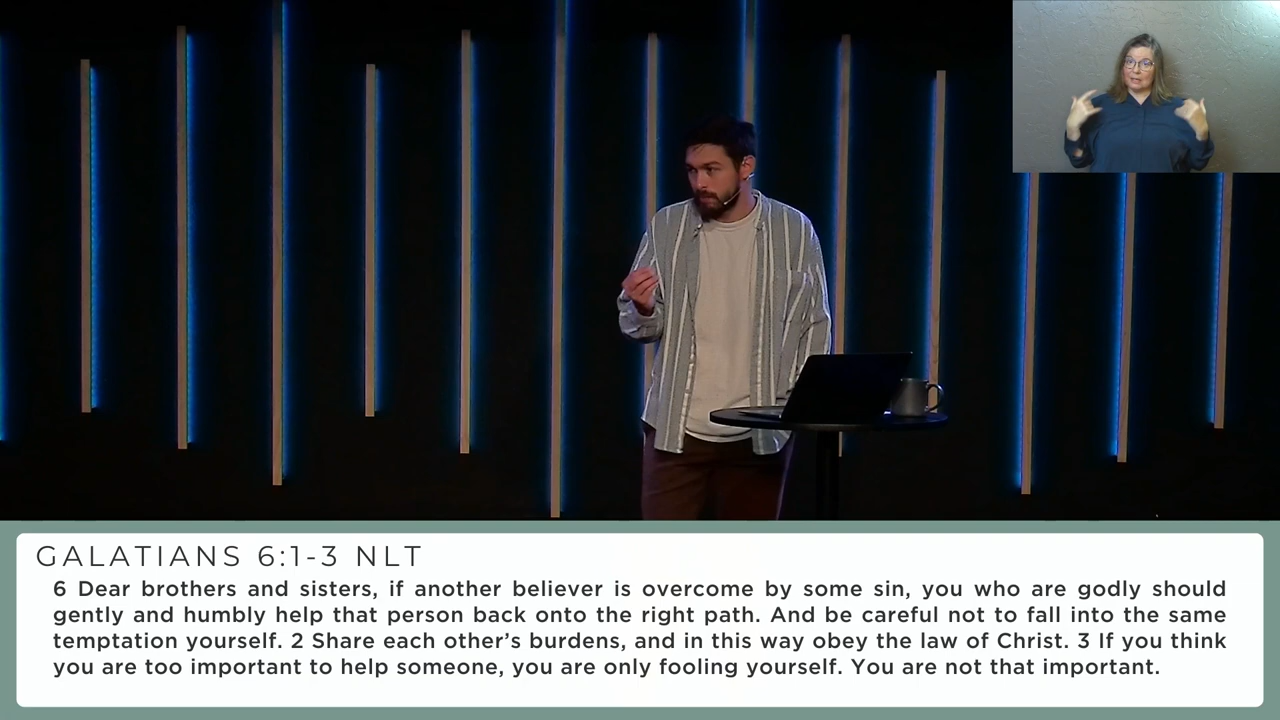 GALATIANS 6:1-3 NLT
6 Dear brothers and sisters, if another believer is overcome by some sin, you who are godly should
gently and humbly help that person back onto the right path. And be careful not to fall into the same
temptation yourself. 2 Share each other’s burdens, and in this way obey the law of Christ. 3 If you think
you are too important to help someone, you are only fooling yourself. You are not that important.